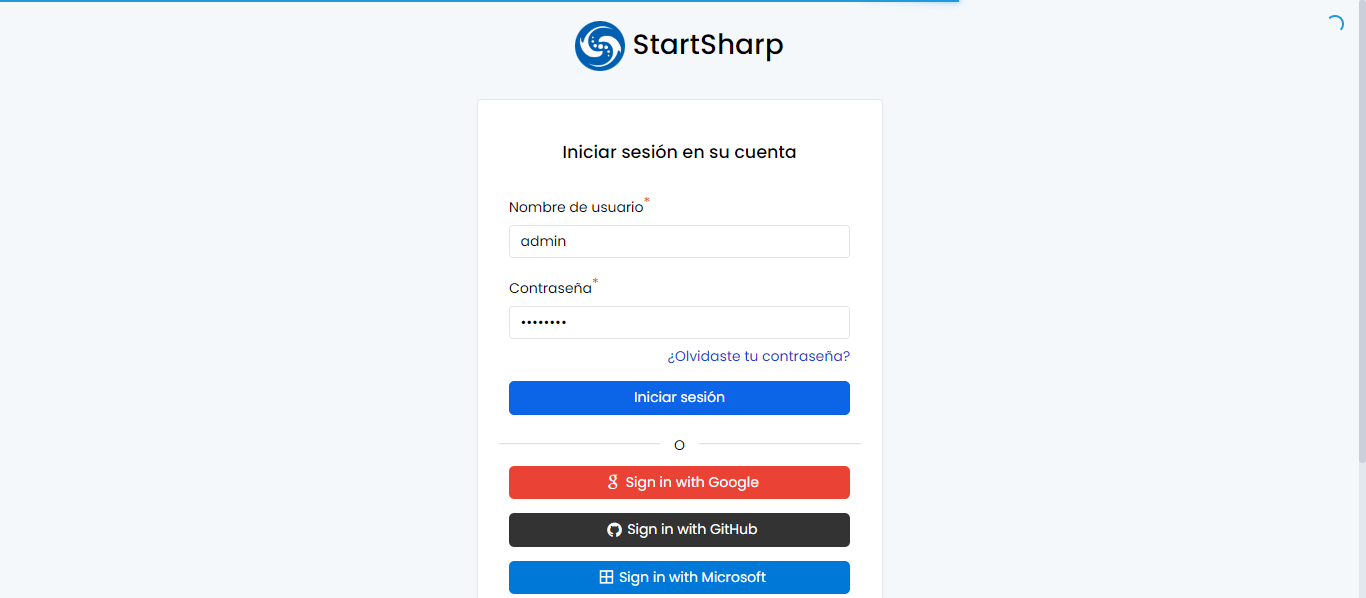 StartSharp
Iniciar sesión en su cuenta
Nombre de usuario*
admin
Contraseña*
••••••••
¿Olvidaste tu contraseña?
Iniciar sesión
O
Sign in with Google
Sign in with GitHub
Sign in with Microsoft